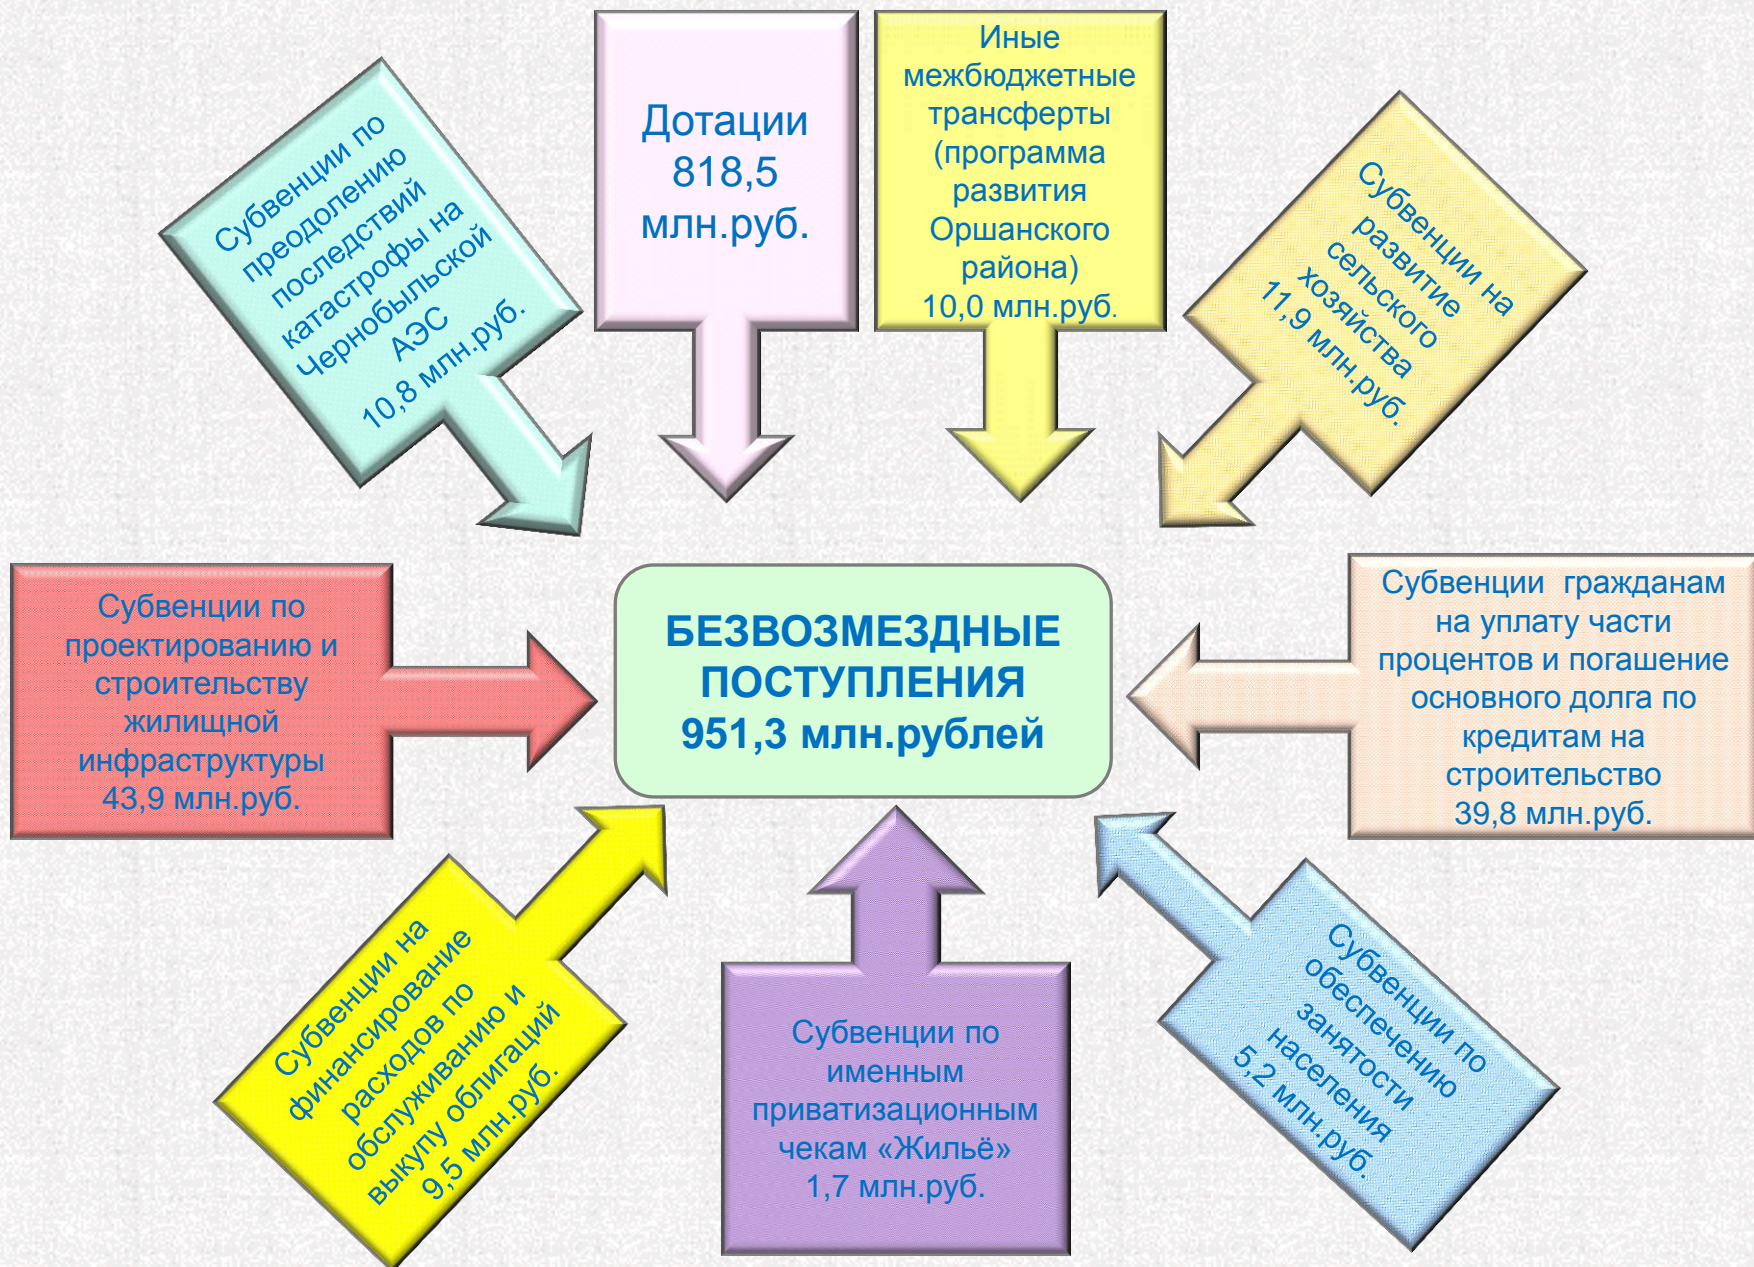 Субвенции по
преодолению
последствий
катастрофы на
Чернобыльской
АЭС
10,8 млн.руб.
Дотации
818,5
млн.руб.
Иные
межбюджетные
трансферты
(программа
развития
Оршанского
района)
10,0 млн.руб.
Субвенции на
развитие
сельского
хозяйства
11,9 млн.руб.
Субвенции по
проектированию и
строительству
жилищной
инфраструктуры
43,9 млн.руб.
БЕЗВОЗМЕЗДНЫЕ
ПОСТУПЛЕНИЯ
951,3 млн.рублей
Субвенции гражданам
на уплату части
процентов и погашение
основного долга по
кредитам на
строительство
39,8 млн.руб.
Субвенции на
финансирование
расходов по
обслуживанию и
выкупу облигаций
9,5 млн.руб.
Субвенции по
именным
приватизационным
чекам «Жильё»
1,7 млн.руб.
Субвенции по
обеспечению
занятости
населения
5,2 млн.руб.